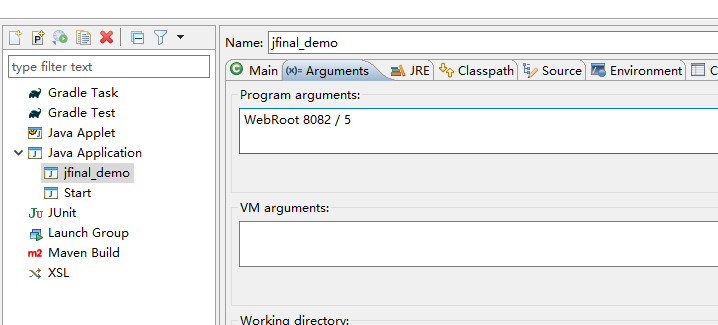 Name: jfinal_demo
type filter text
Gradle Task
Gradle Test
Java Applet
Java Application
jfinal_demo
Start
JUnit
Launch Group
Maven Build
XSL
Main (x)= Arguments JRE Classpath Source Environment C
Program arguments:
WebRoot 8082 / 5
VM arguments:
Working directory: